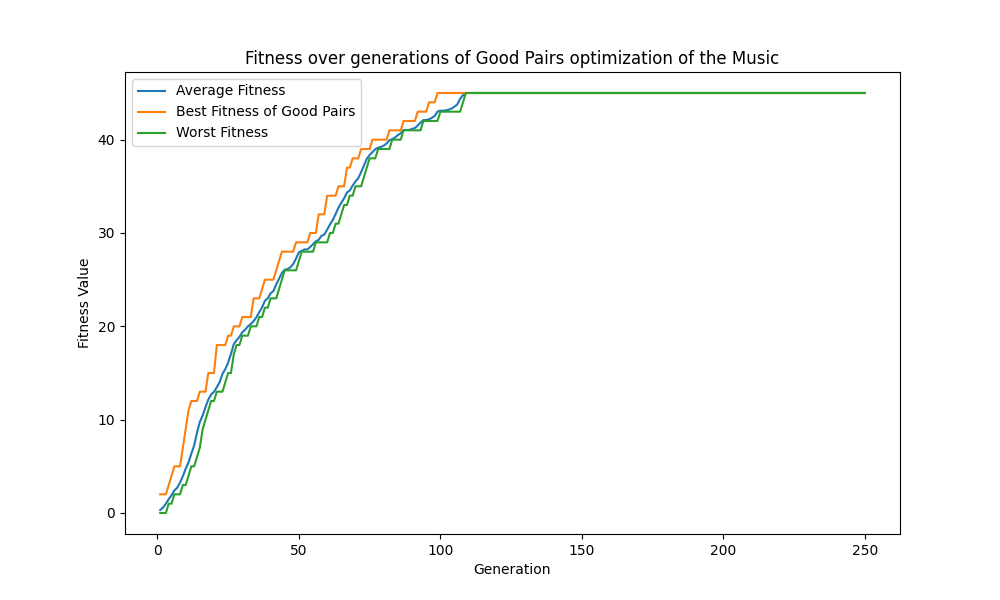 Fitness over generations of Good Pairs optimization of the Music
Average Fitness
Best Fitness of Good Pairs
Worst Fitness
Fitness Value
40
30
20
10
0
0 50 100 150 200 250
Generation